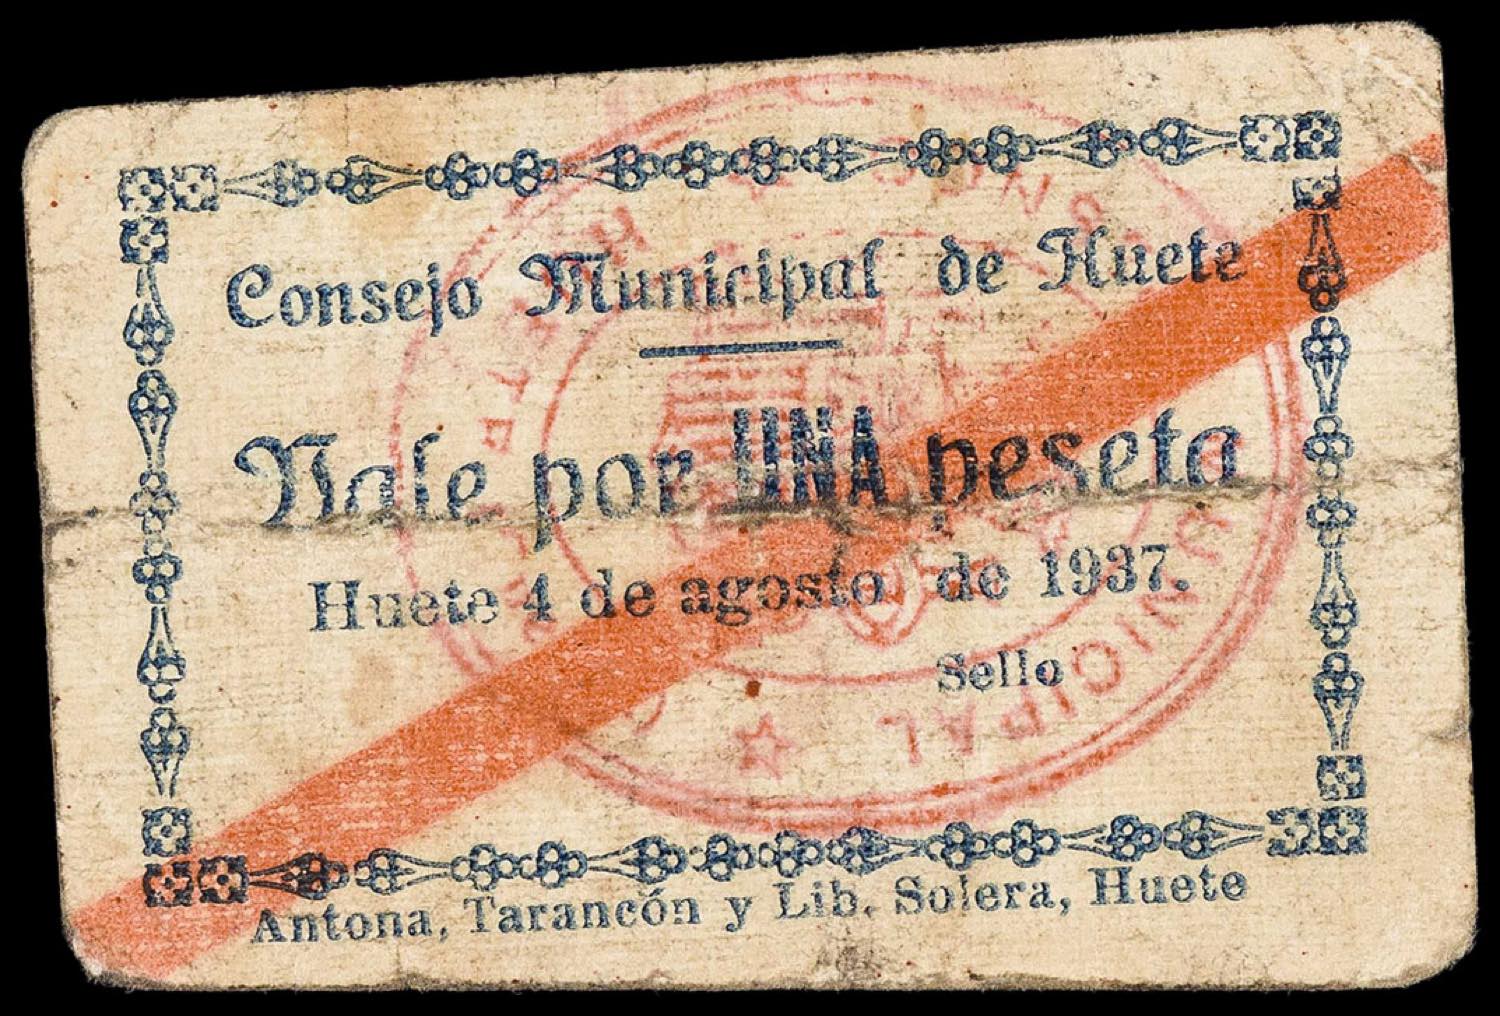 Consejo Municipal de Huete
Vale por UNA peseta
Huete 4 de agosto de 1937.
Sello
Antona, Tarancón y Lib. Solera, Huete
MUNICIPAL